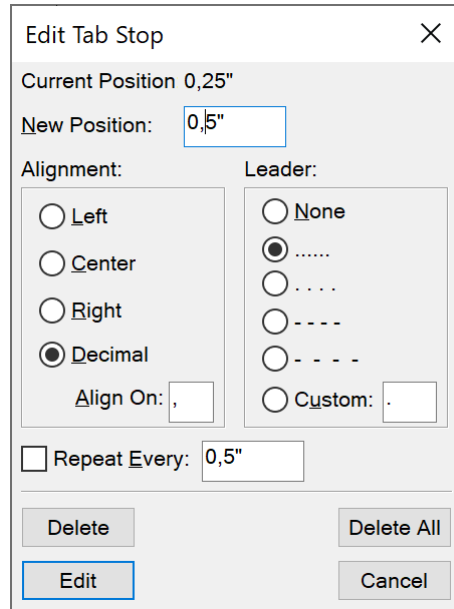 Edit Tab Stop
Current Position 0,25"
New Position: 0,5"
Alignment:
Left
Center
Right
Decimal
Align On: ,
Leader:
None
......
. . . .
- - - -
-  -  -  -
Custom: .
Repeat Every: 0,5"
Delete
Delete All
Edit
Cancel